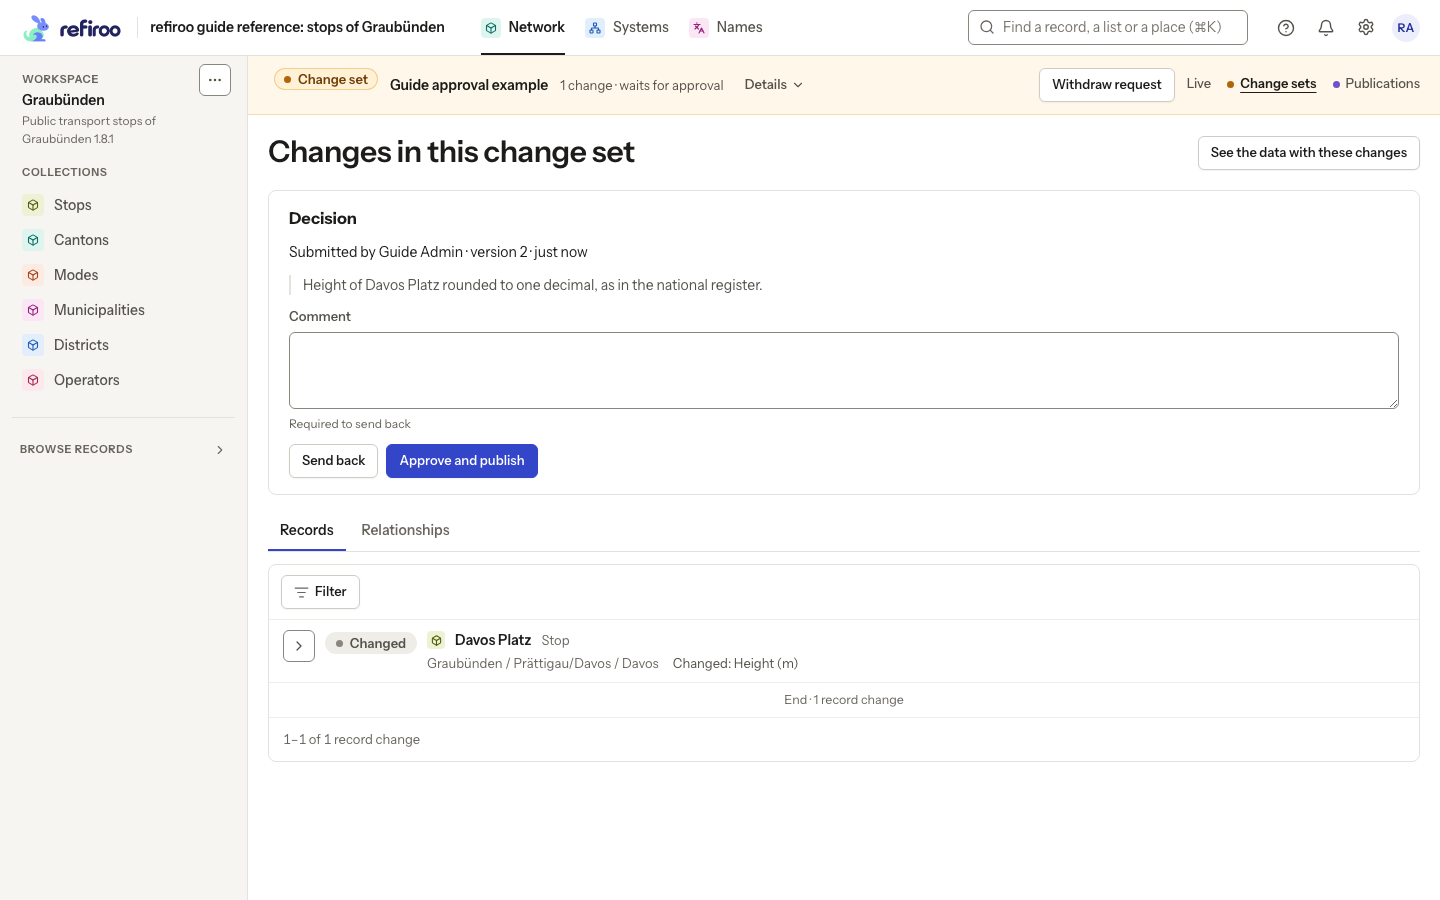 refiroo
refiroo guide reference: stops of Graubünden
Network
Systems
Names
Find a record, a list or a place (⌘K)
RA
WORKSPACE
Graubünden
Public transport stops of
Graubünden 1.8.1
COLLECTIONS
Stops
Cantons
Modes
Municipalities
Districts
Operators
BROWSE RECORDS
Change set
Guide approval example
1 change · waits for approval
Details
Withdraw request
Live
Change sets
Publications
Changes in this change set
See the data with these changes
Decision
Submitted by Guide Admin · version 2 · just now
Height of Davos Platz rounded to one decimal, as in the national register.
Comment
Required to send back
Send back
Approve and publish
Records
Relationships
Filter
Changed
Davos Platz
Stop
Graubünden / Prättigau/Davos / Davos
Changed: Height (m)
End · 1 record change
1–1 of 1 record change